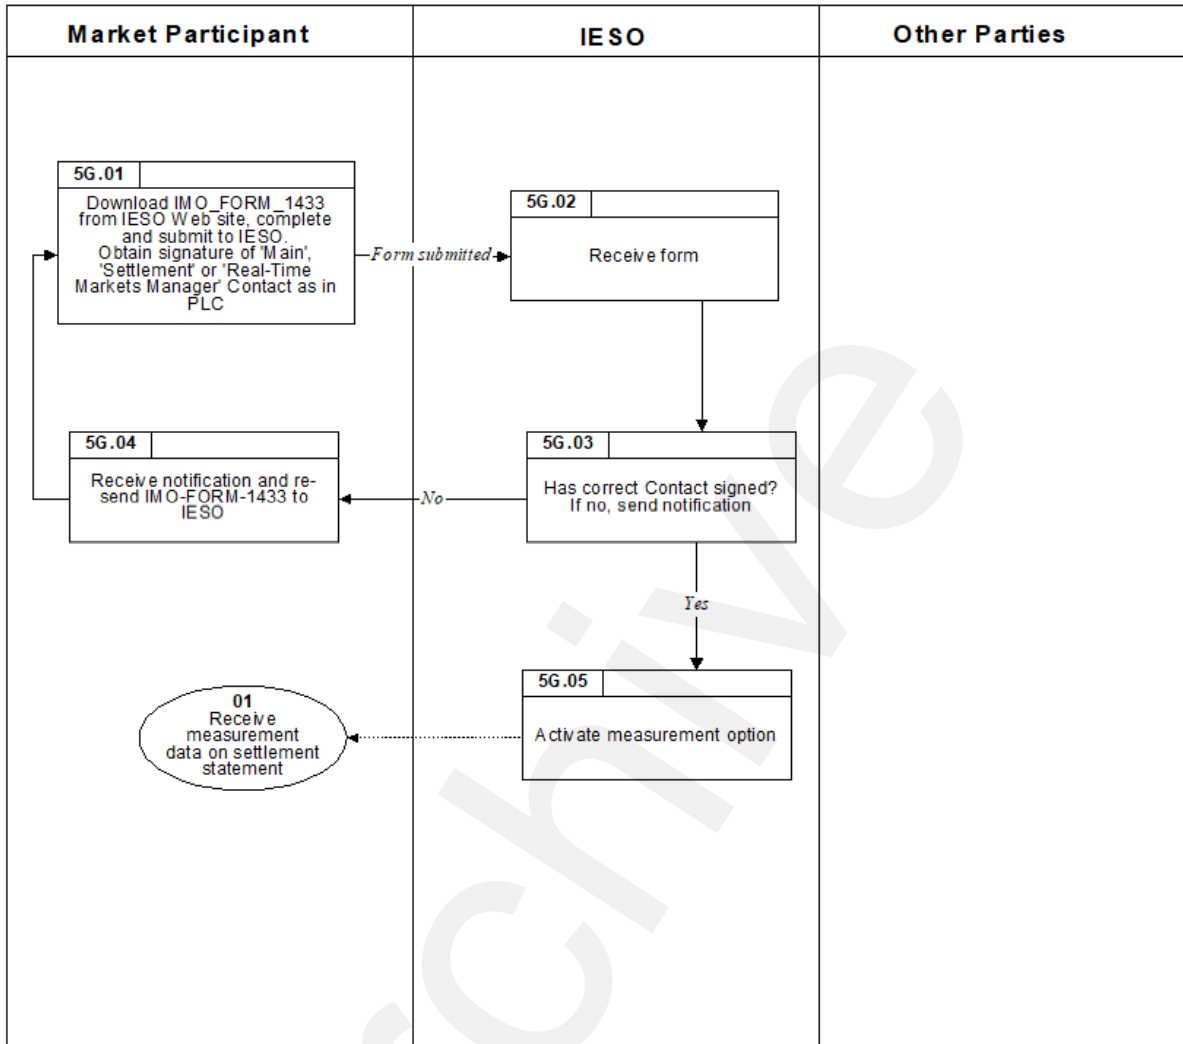 Market Participant
IESO
Other Parties
5G.01
Download IMO_FORM_1433
from IESO Web site, complete
and submit to IESO.
Obtain signature of 'Main',
'Settlement' or 'Real-Time
Markets Manager' Contact as in
PLC
Form submitted
5G.02
Receive form
5G.04
Receive notification and re-
send IMO-FORM-1433 to
IESO
No
5G.03
Has correct Contact signed?
If no, send notification
Yes
5G.05
Activate measurement option
01
Receive
measurement
data on settlement
statement
chive